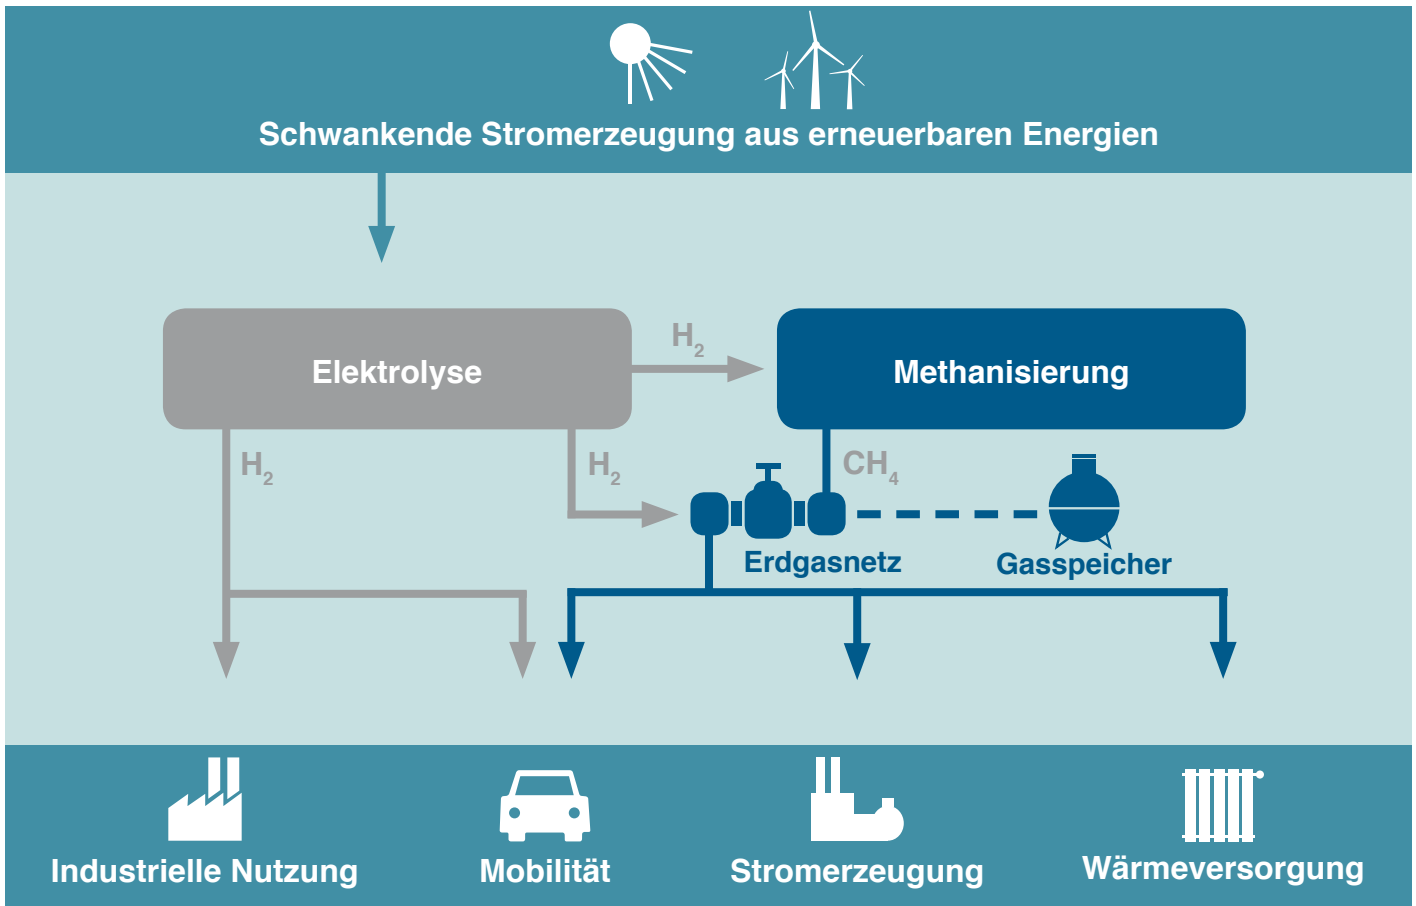 Schwankende Stromerzeugung aus erneuerbaren Energien
H₂
Elektrolyse
Methanisierung
H₂
H₂
CH₄
Erdgasnetz
Gasspeicher
Industrielle Nutzung
Mobilität
Stromerzeugung
Wärmeversorgung